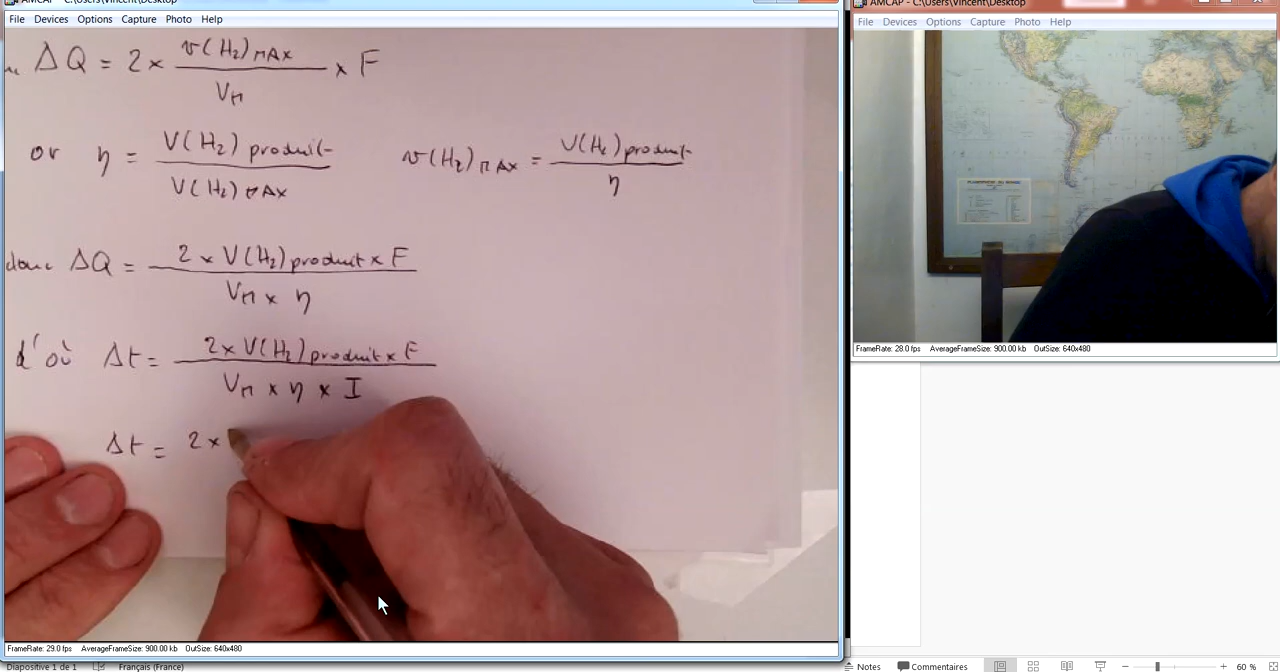 AMCAP - C:\Users\Vincent\Desktop
File Devices Options Capture Photo Help
ΔQ = 2 × v(H₂)MAX / VM × F
or η = V(H₂) produit / V(H₂) MAX
v(H₂) MAX = V(H₂) produit / η
donc ΔQ = 2 × V(H₂) produit × F / VM × η
d'où Δt = 2 × V(H₂) produit × F / VM × η × I
Δt = 2 ×
FrameRate: 29.0 fps AverageFrameSize: 900.00 kb OutSize: 640x480
AMCAP - C:\Users\Vincent\Desktop
File Devices Options Capture Photo Help
PLANISPHERE DU MONDE
FrameRate: 28.0 fps AverageFrameSize: 900.00 kb OutSize: 640x480
Diapositive 1 de 1 Français (France) Notes Commentaires 60 %